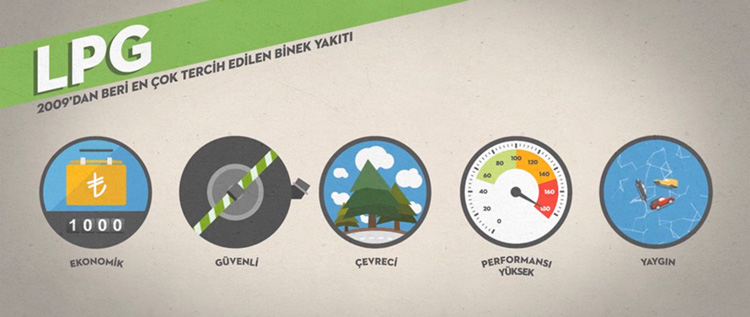 LPG
2009'DAN BERİ EN ÇOK TERCİH EDİLEN BİNEK YAKITI
₺
1000
EKONOMİK
GÜVENLİ
ÇEVRECİ
0
20
40
60
80
100
120
140
160
180
PERFORMANSI
YÜKSEK
YAYGIN